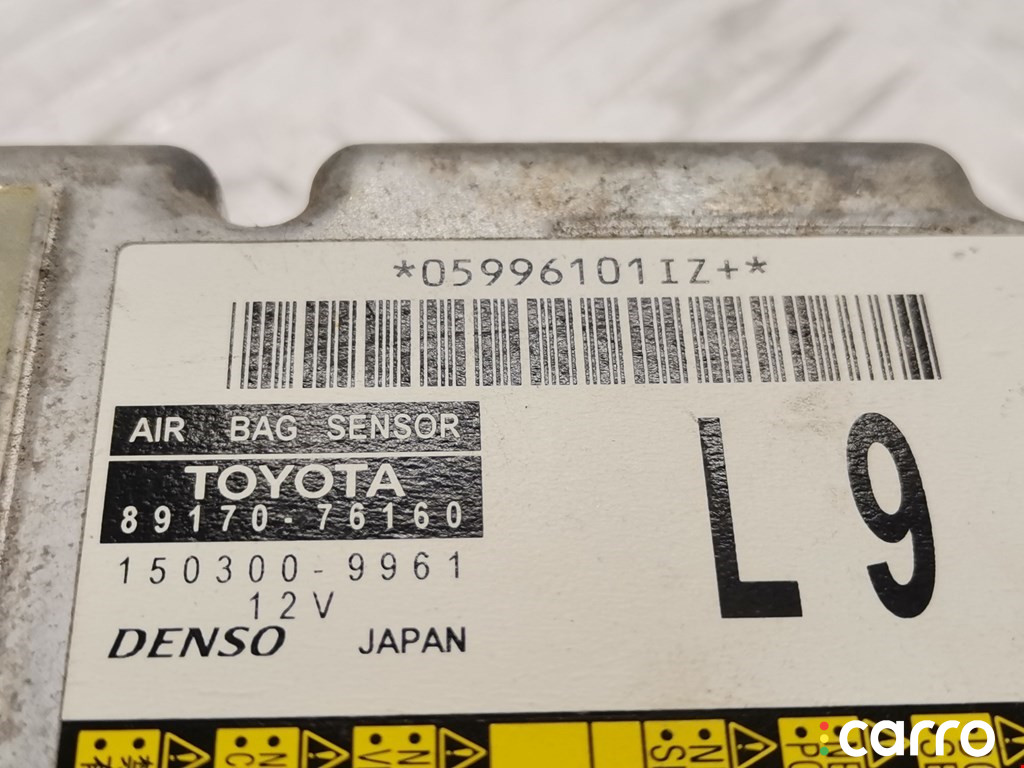 *05996101IZ+*
AIR BAG SENSOR
TOYOTA
89170-76160
150300-9961
12V
DENSO JAPAN
L9
carro